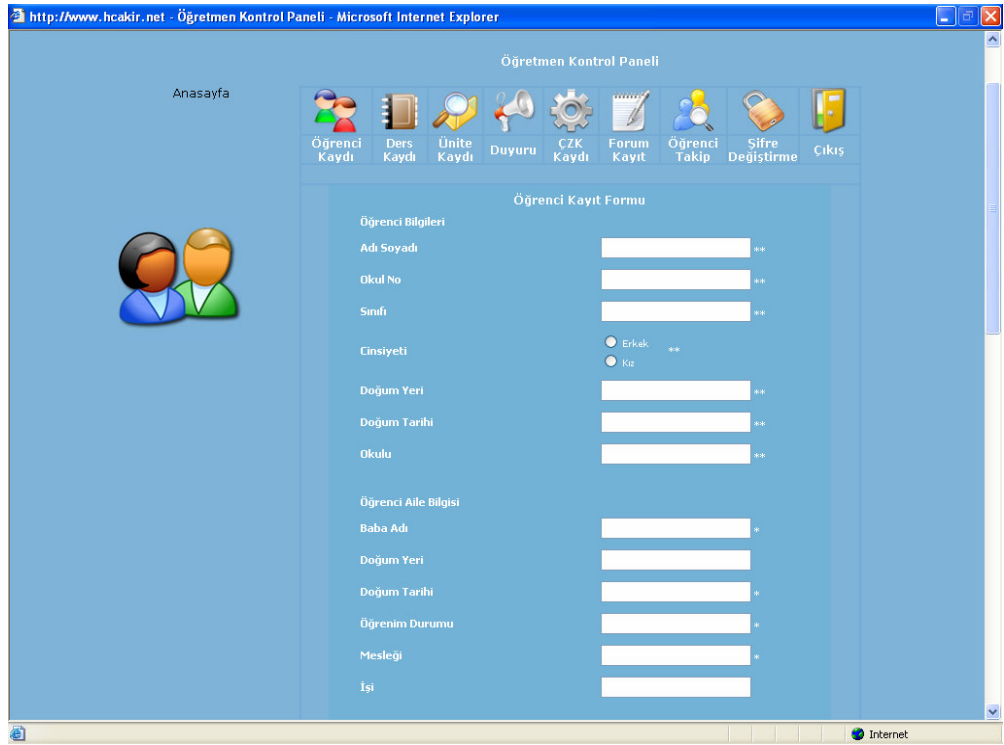 http://www.hcakir.net - Öğretmen Kontrol Paneli - Microsoft Internet Explorer
Öğretmen Kontrol Paneli
Anasayfa
Öğrenci Kaydı
Ders Kaydı
Ünite Kaydı
Duyuru
ÇZK Kaydı
Forum Kayıt
Öğrenci Takip
Şifre Değiştirme
Çıkış
Öğrenci Kayıt Formu
Öğrenci Bilgileri
Adı Soyadı **
Okul No **
Sınıfı **
Cinsiyeti
Erkek **
Kız
Doğum Yeri **
Doğum Tarihi **
Okulu **
Öğrenci Aile Bilgisi
Baba Adı *
Doğum Yeri
Doğum Tarihi *
Öğrenim Durumu *
Mesleği *
İşi
Internet